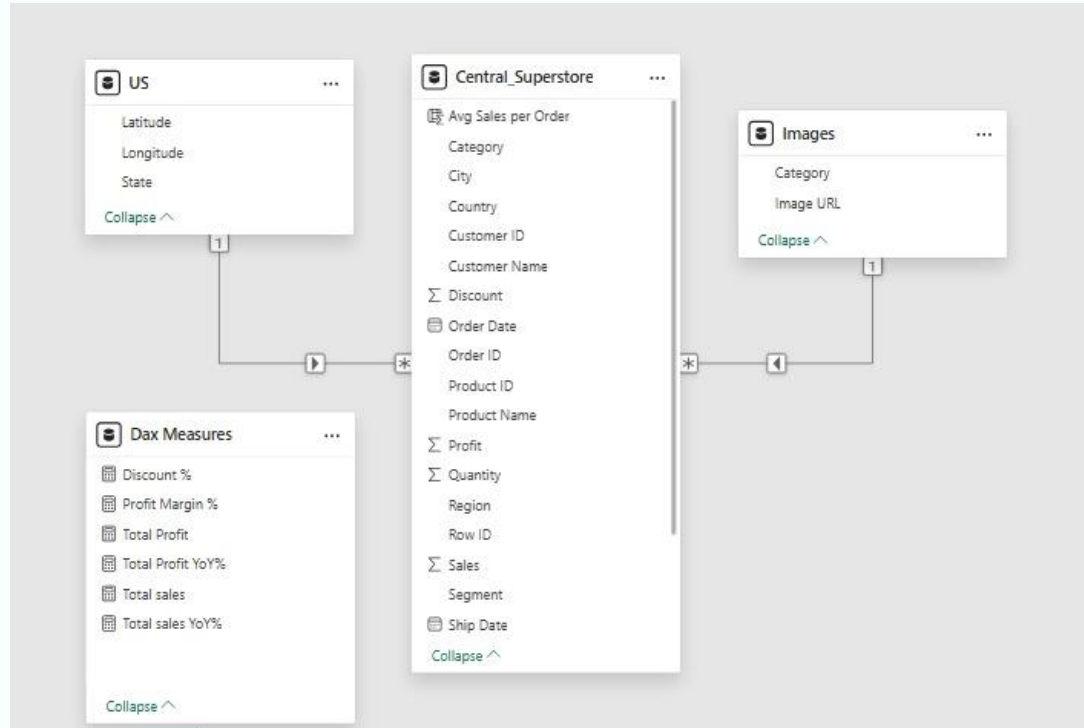 US
...
Latitude
Longitude
State
Collapse
1
Central_Superstore
...
Avg Sales per Order
Category
City
Country
Customer ID
Customer Name
Σ Discount
Order Date
Order ID
Product ID
Product Name
Σ Profit
Σ Quantity
Region
Row ID
Σ Sales
Segment
Ship Date
Collapse
*
*
Images
...
Category
Image URL
Collapse
1
Dax Measures
...
Discount %
Profit Margin %
Total Profit
Total Profit YoY%
Total sales
Total sales YoY%
Collapse